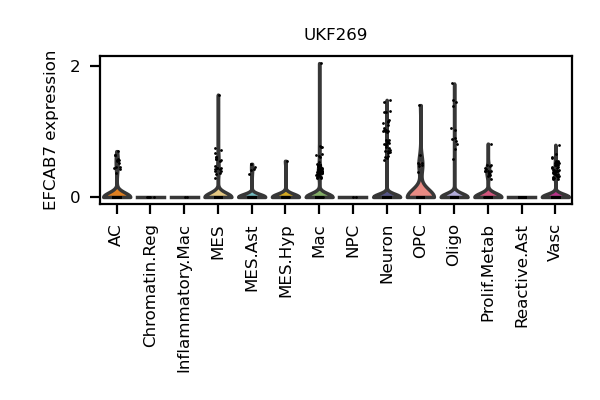 UKF269
EFCAB7 expression
2
0
AC
Chromatin.Reg
Inflammatory.Mac
MES
MES.Ast
MES.Hyp
Mac
NPC
Neuron
OPC
Oligo
Prolif.Metab
Reactive.Ast
Vasc